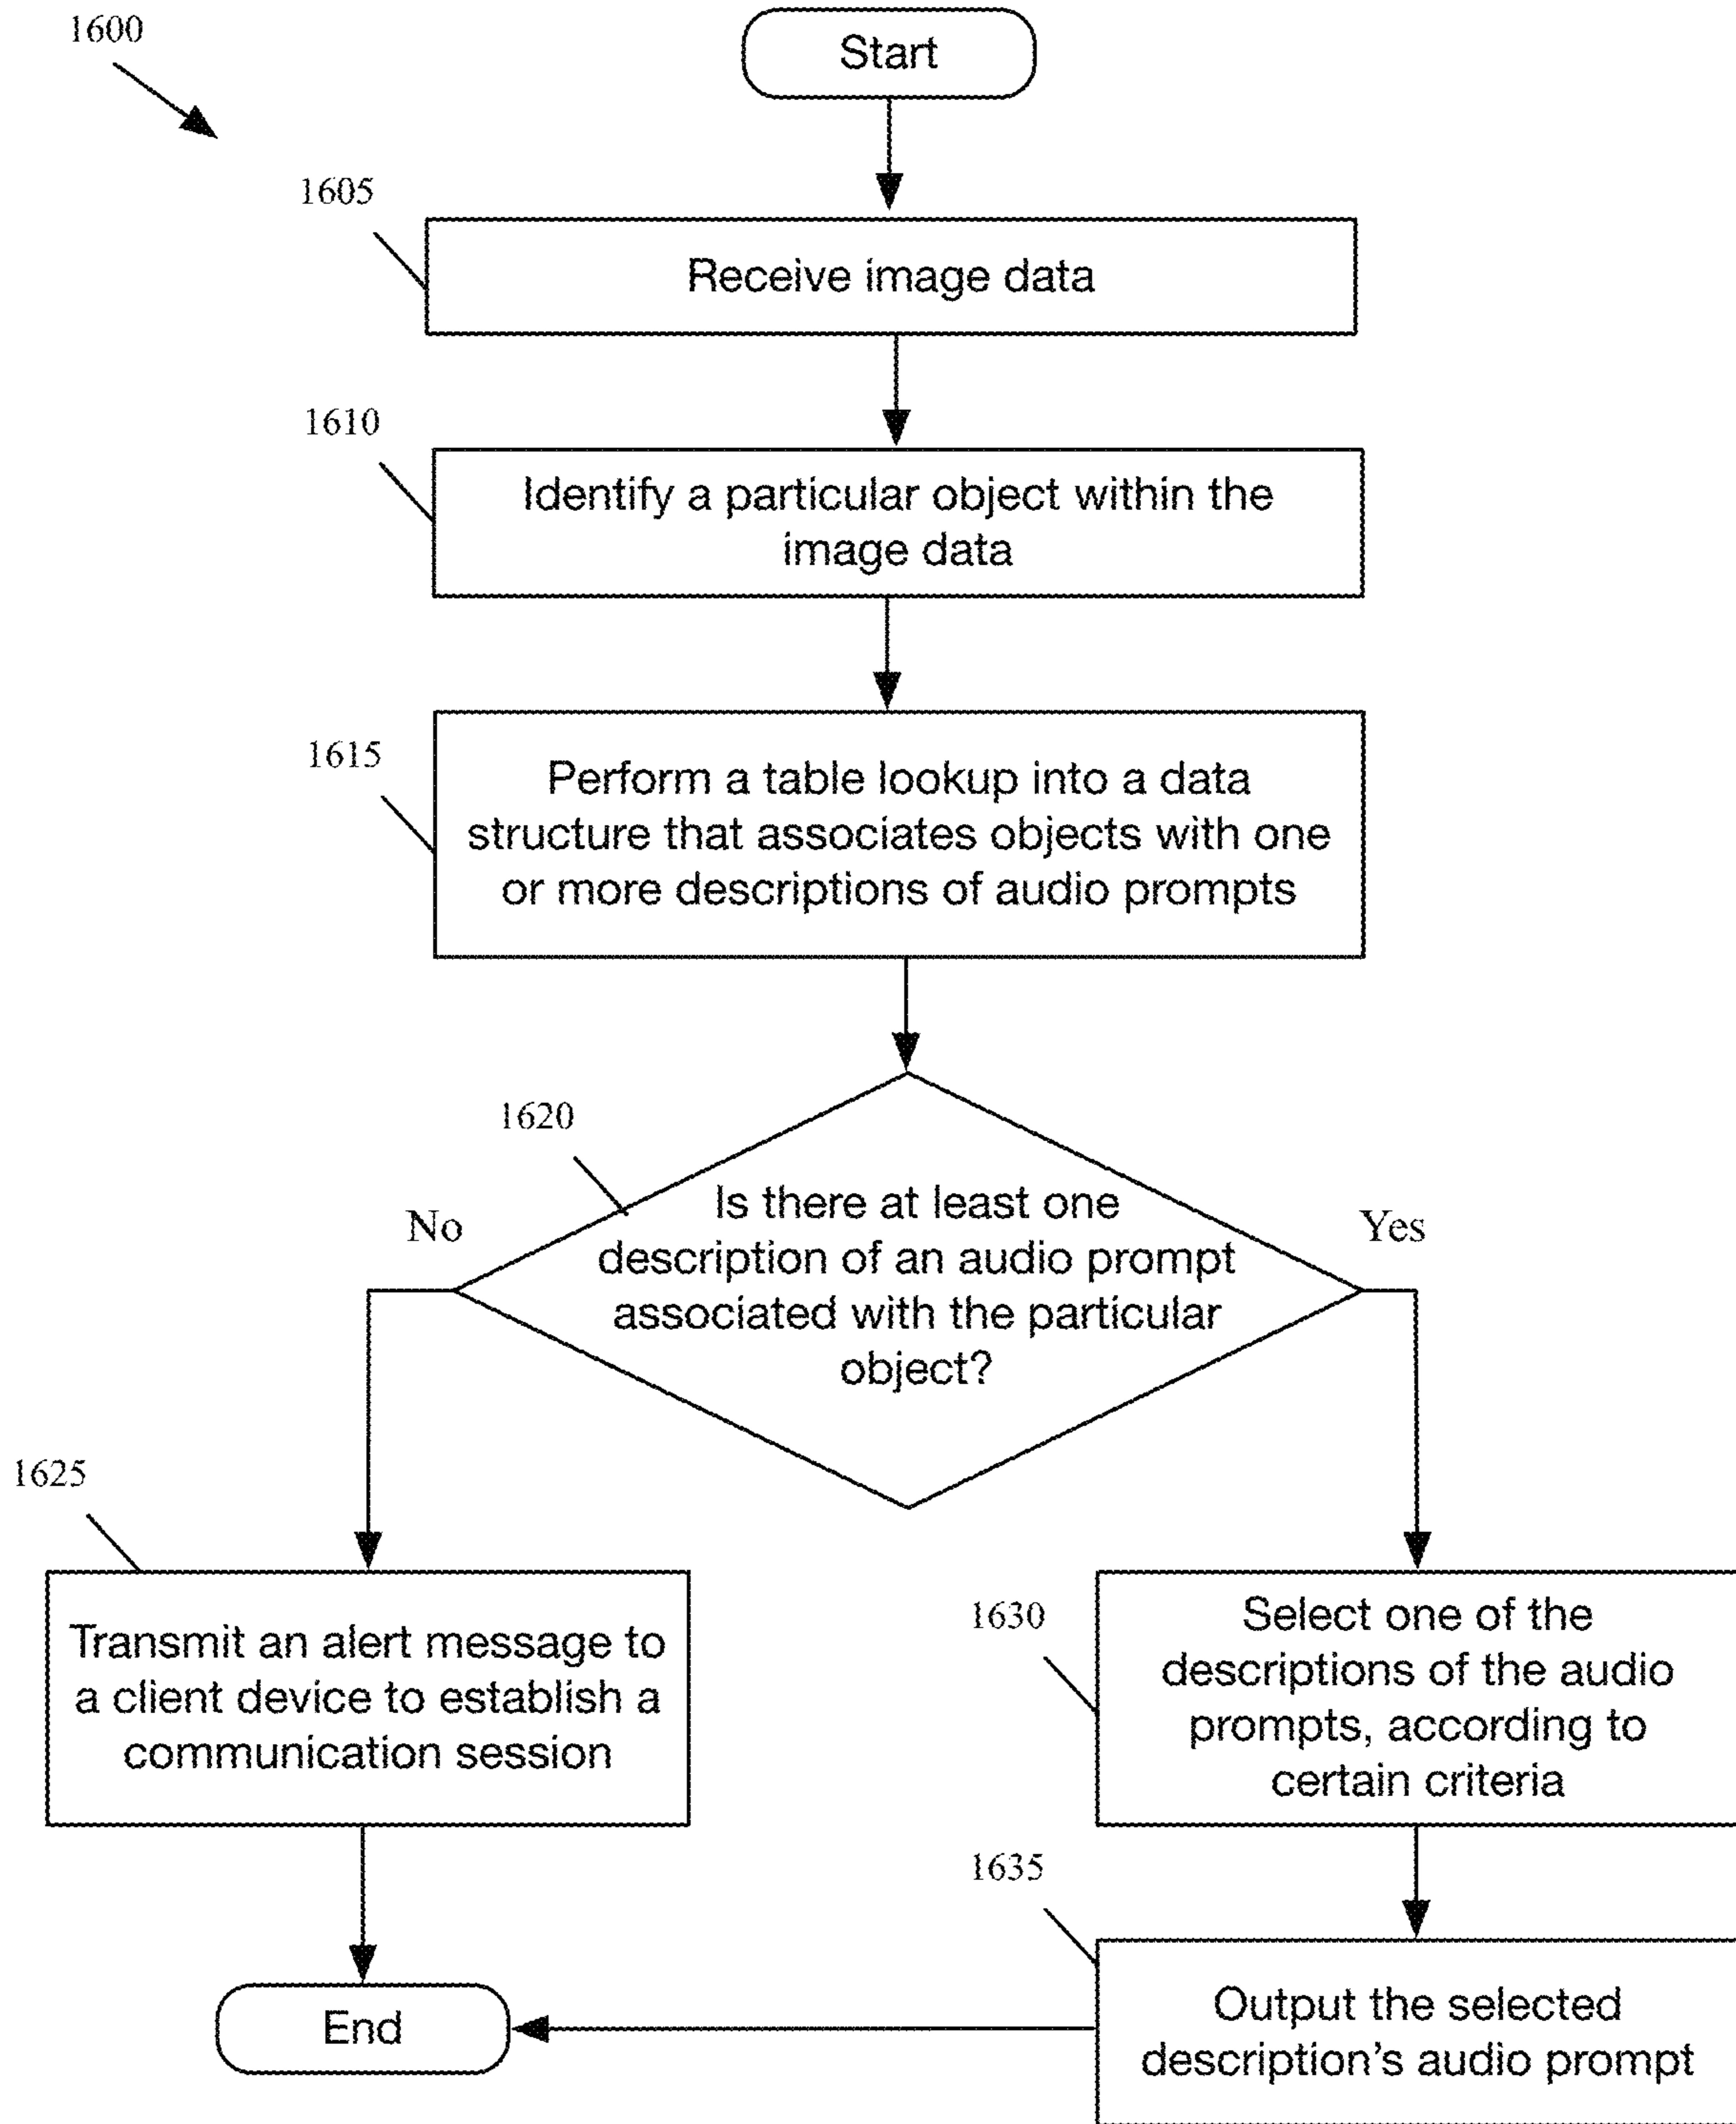 1600
Start
1605
Receive image data
1610
Identify a particular object within the
image data
1615
Perform a table lookup into a data
structure that associates objects with one
or more descriptions of audio prompts
1620
Is there at least one
description of an audio prompt
associated with the particular
object?
No
Yes
1625
Transmit an alert message to
a client device to establish a
communication session
1630
Select one of the
descriptions of the audio
prompts, according to
certain criteria
1635
Output the selected
description's audio prompt
End